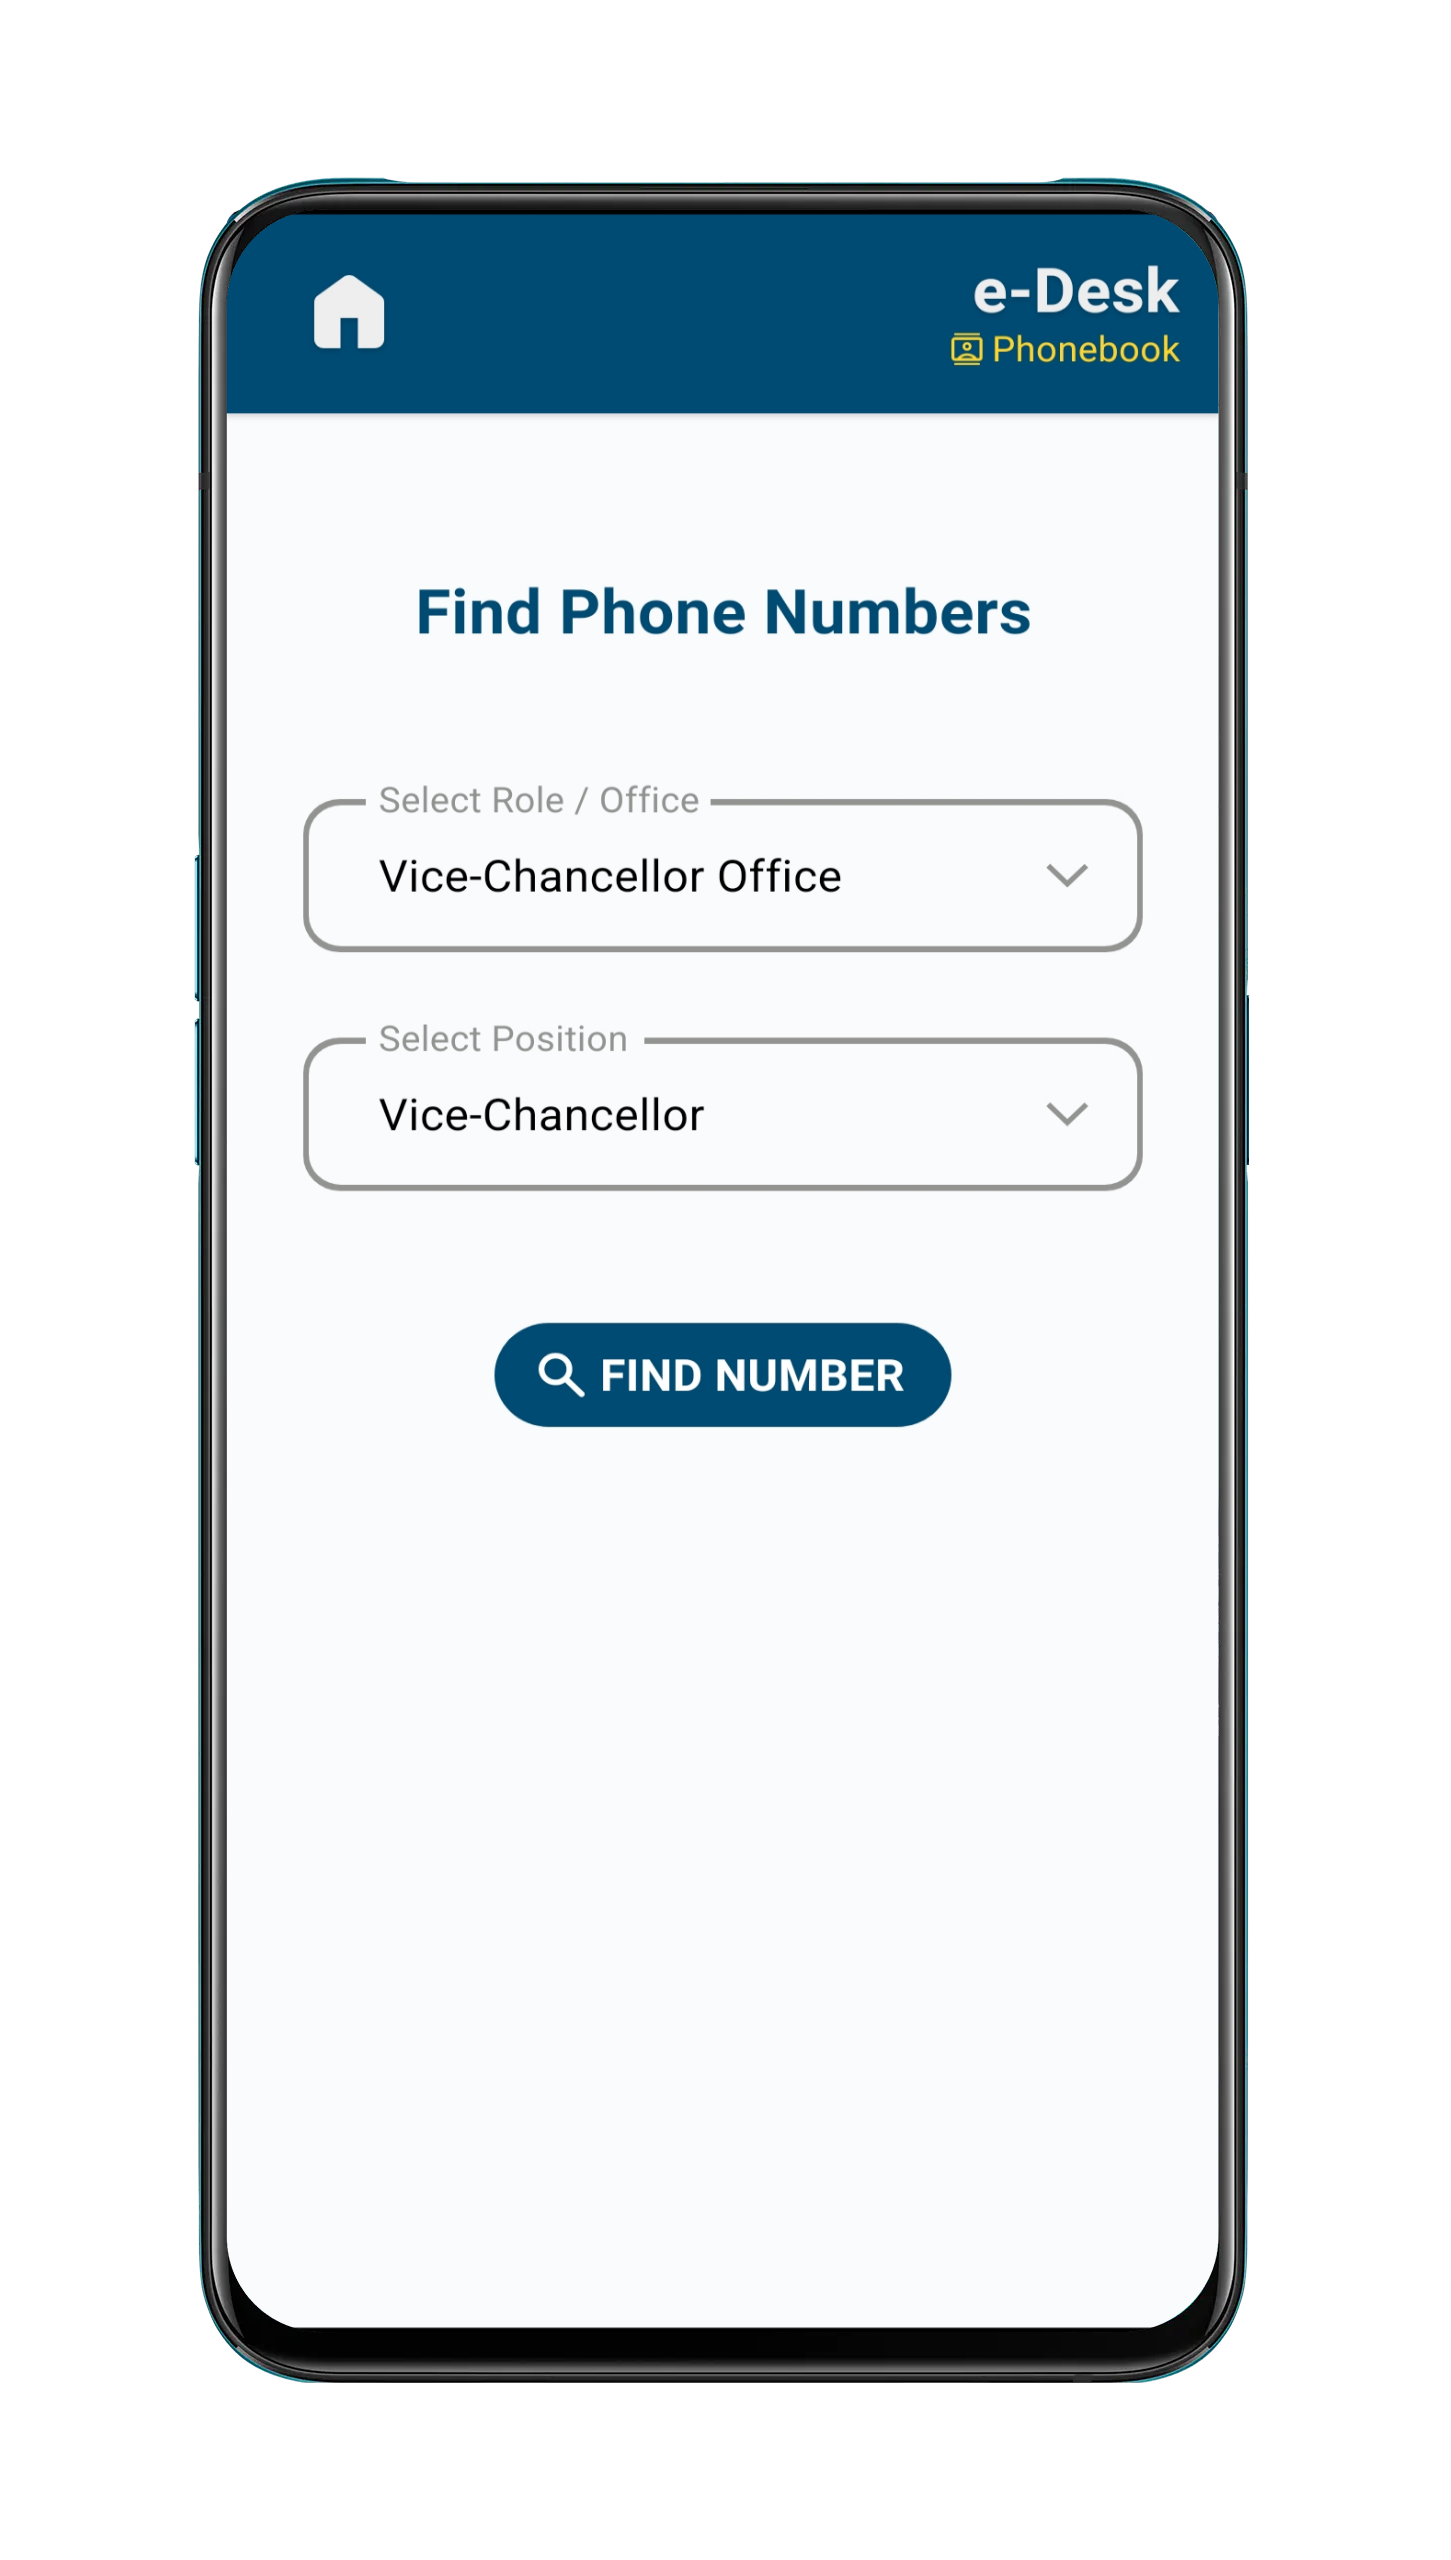 e-Desk
Phonebook
Find Phone Numbers
Select Role / Office
Vice-Chancellor Office
Select Position
Vice-Chancellor
FIND NUMBER